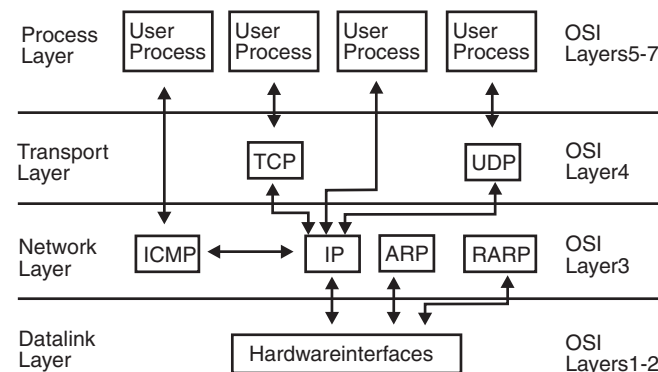 Process
Layer
User
Process
User
Process
User
Process
User
Process
OSI
Layers5-7
Transport
Layer
TCP
UDP
OSI
Layer4
Network
Layer
ICMP
IP
ARP
RARP
OSI
Layer3
Datalink
Layer
Hardwareinterfaces
OSI
Layers1-2